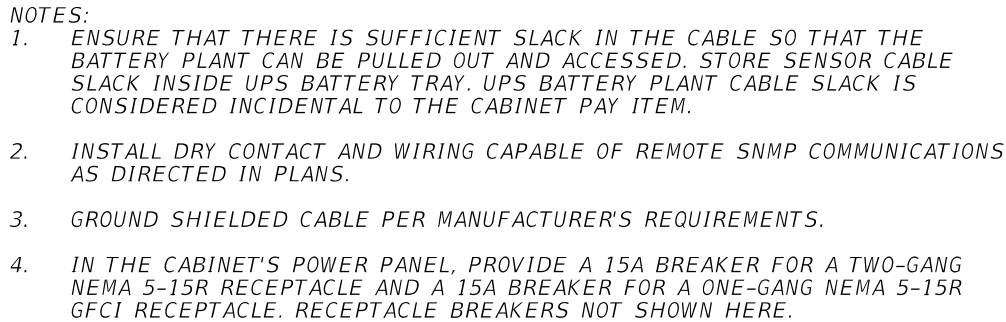 NOTES:
1. ENSURE THAT THERE IS SUFFICIENT SLACK IN THE CABLE SO THAT THE
BATTERY PLANT CAN BE PULLED OUT AND ACCESSED. STORE SENSOR CABLE
SLACK INSIDE UPS BATTERY TRAY. UPS BATTERY PLANT CABLE SLACK IS
CONSIDERED INCIDENTAL TO THE CABINET PAY ITEM.
2. INSTALL DRY CONTACT AND WIRING CAPABLE OF REMOTE SNMP COMMUNICATIONS
AS DIRECTED IN PLANS.
3. GROUND SHIELDED CABLE PER MANUFACTURER'S REQUIREMENTS.
4. IN THE CABINET'S POWER PANEL, PROVIDE A 15A BREAKER FOR A TWO-GANG
NEMA 5-15R RECEPTACLE AND A 15A BREAKER FOR A ONE-GANG NEMA 5-15R
GFCI RECEPTACLE. RECEPTACLE BREAKERS NOT SHOWN HERE.